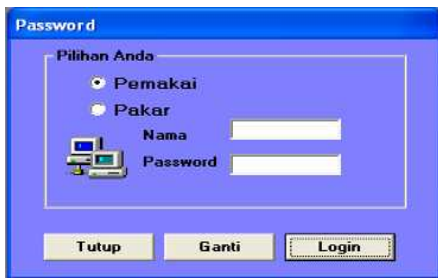 Password
Pilihan Anda
Pemakai
Pakar
Nama
Password
Tutup Ganti Login